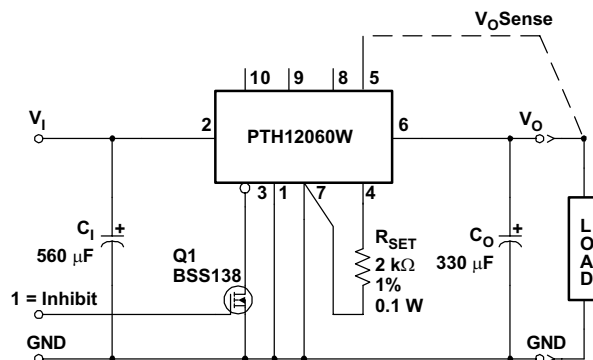 VOSense
10
9
8
5
VI
2
PTH12060W
6
VO
3
1
7
4
CI
+
560 μF
Q1
BSS138
RSET
2 kΩ
1%
0.1 W
CO
+
330 μF
LOAD
1 = Inhibit
GND
GND